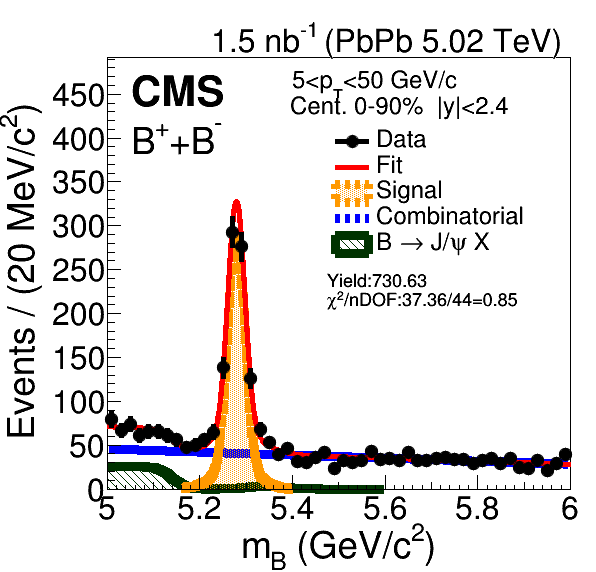 1.5 nb⁻¹ (PbPb 5.02 TeV)
CMS
B⁺+B⁻
5<p_T<50 GeV/c
Cent. 0-90% |y|<2.4
Data
Fit
Signal
Combinatorial
B → J/ψ X
Yield:730.63
χ²/nDOF:37.36/44=0.85
Events / (20 MeV/c²)
450
400
350
300
250
200
150
100
50
0
5
5.2
5.4
5.6
5.8
6
m_B (GeV/c²)